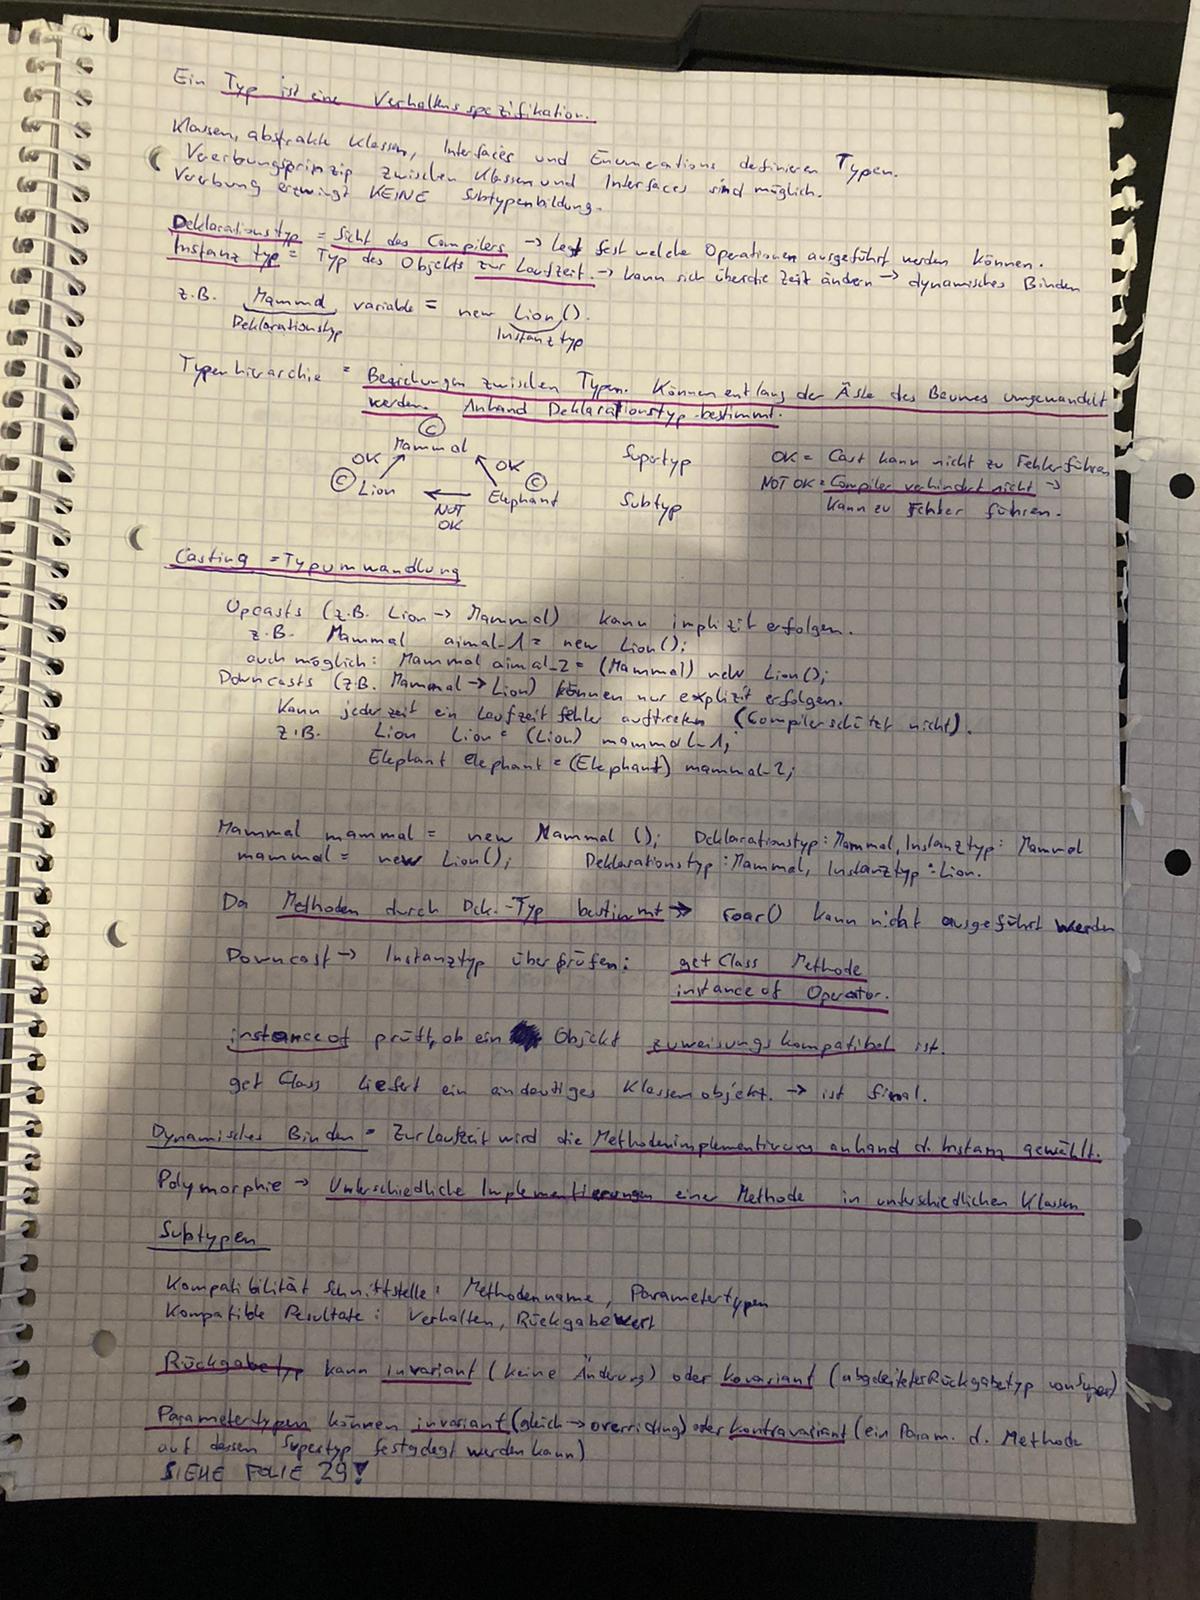 Ein Typ ist eine Verhaltensspezifikation.
Klassen, abstrakte Klassen, Interfaces und Enumerations definieren Typen.
Vererbungsprinzip zwischen Klassen und Interfaces sind möglich.
Vererbung erzwingt KEINE Subtypenbildung.
Deklarationstyp = Sicht des Compilers → legt fest welche Operationen ausgeführt werden können.
Instanz typ = Typ des Objekts zur Laufzeit. → kann sich über die Zeit ändern → dynamisches Binden
z.B. Mammal variable = new Lion().
Deklarationstyp Instanztyp
Typenhierarchie = Beziehungen zwischen Typen. Können entlang der Äste des Baumes umgewandelt
werden. Anhand Deklarationstyp bestimmt.
C
Mammal Supertyp OK = Cast kann nicht zu Fehler führen
OK OK
C Lion Elephant C Subtyp NOT OK = Compiler verhindert nicht →
NOT OK
kann zu Fehler führen.
Casting = Typumwandlung
Upcasts (z.B. Lion → Mammal) kann implizit erfolgen.
z.B. Mammal aimal_1 = new Lion();
auch möglich: Mammal aimal_2 = (Mammal) new Lion();
Downcasts (z.B. Mammal → Lion) können nur explizit erfolgen.
Kann jederzeit ein Laufzeitfehler auftreten (Compiler schützt nicht).
z.B. Lion Lion = (Lion) mammal_1;
Elephant elephant = (Elephant) mammal_2;
Mammal mammal = new Mammal (); Deklarationstyp: Mammal, Instanztyp: Mammal
mammal = new Lion(); Deklarationstyp: Mammal, Instanztyp: Lion.
Da Methoden durch Dek.-Typ bestimmt → roar() kann nicht ausgeführt werden
Downcast → Instanztyp überprüfen: getClass Methode
instance of Operator.
instance of prüft, ob ein Objekt zuweisungskompatibel ist.
get Class liefert ein eindeutiges Klassenobjekt. → ist final.
Dynamisches Binden = Zur Laufzeit wird die Methodenimplementierung anhand d. Instanz gewählt.
Polymorphie → Unterschiedliche Implementierungen einer Methode in unterschiedlichen Klassen
Subtypen
Kompatibilität Schnittstelle: Methodenname, Parametertypen
Kompatible Resultate: Verhalten, Rückgabewert
Rückgabetyp kann invariant (keine Änderung) oder kovariant (abgeleiteter Rückgabetyp von Super)
Parametertypen können invariant (gleich → overriding) oder kontravariant (ein Param. d. Methode
auf dessen Supertyp festgelegt werden kann)
SIEHE FOLIE 29!